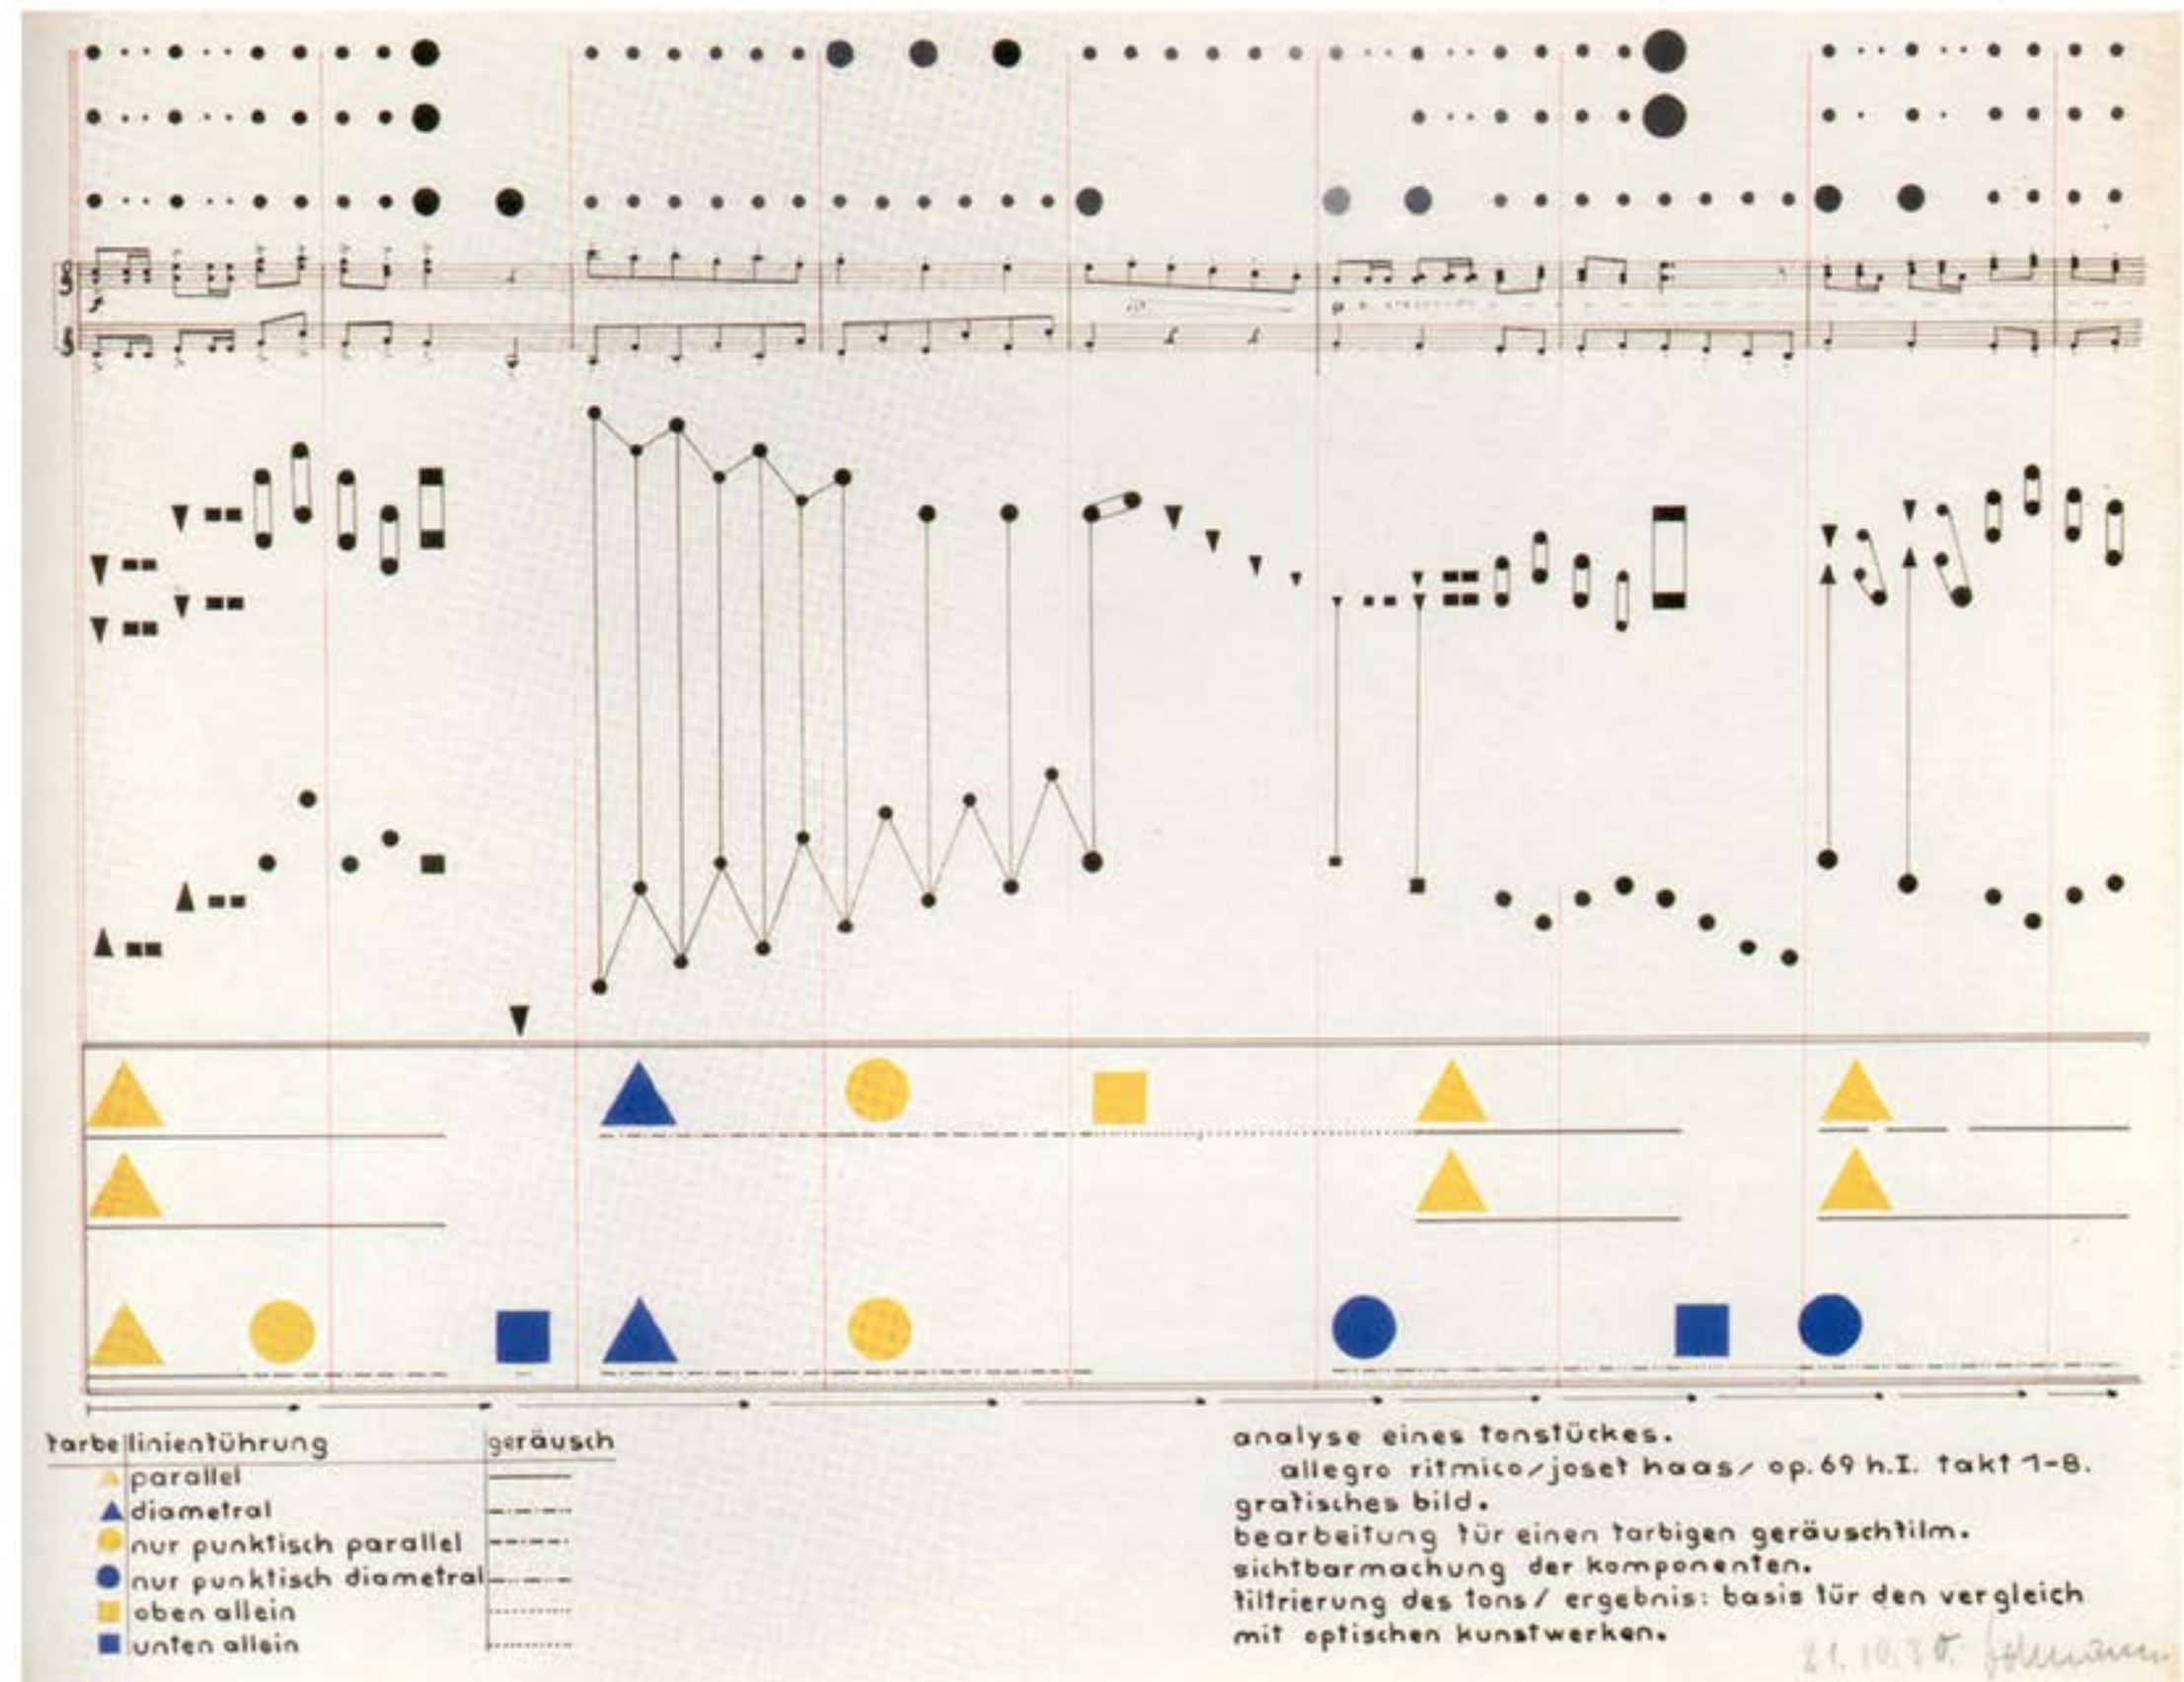 farbe linienführung geräusch
parallel
diametral
nur punktisch parallel
nur punktisch diametral
oben allein
unten allein
analyse eines tonstückes.
allegro ritmico/josef haas/ op.69 h.I. takt 1-8.
grafisches bild.
bearbeitung für einen farbigen geräuschfilm.
sichtbarmachung der komponenten.
filtrierung des tons/ ergebnis: basis für den vergleich
mit optischen kunstwerken.